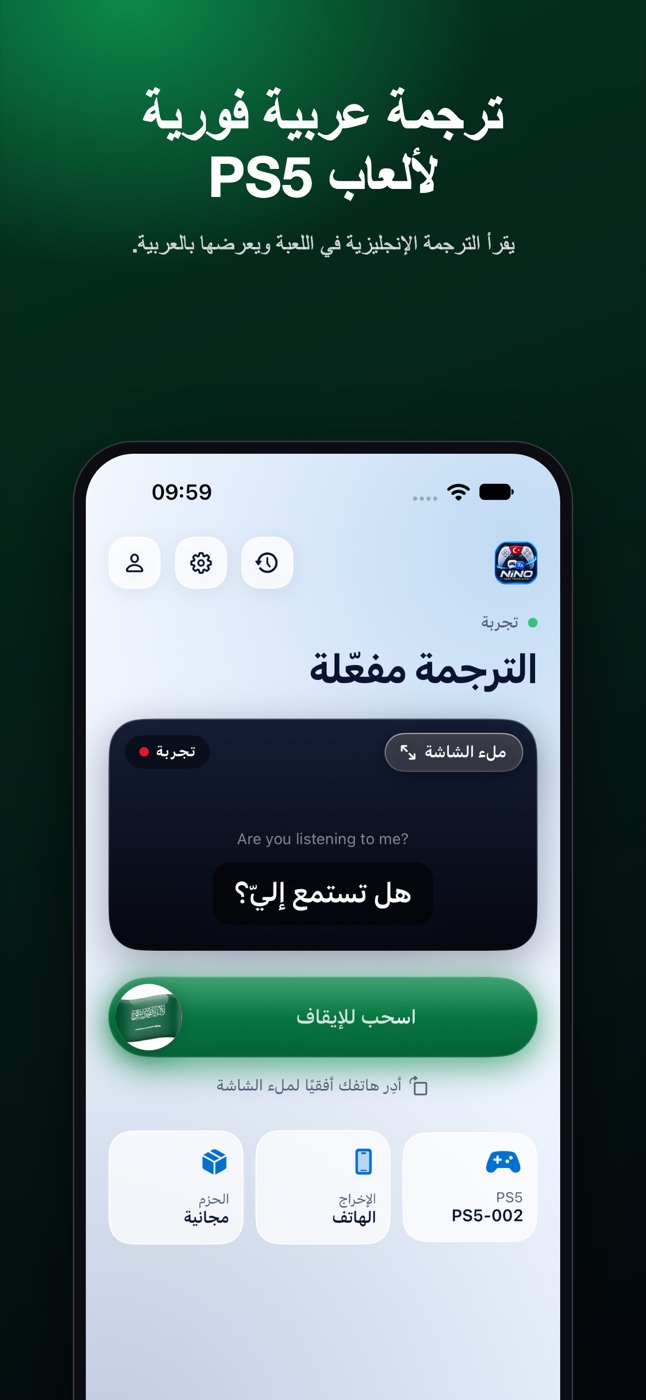 ترجمة عربية فورية
لألعاب PS5
يقرأ الترجمة الإنجليزية في اللعبة ويعرضها بالعربية.
09:59
NiNO
تجربة
الترجمة مفعّلة
ملء الشاشة
تجربة
Are you listening to me?
هل تستمع إليّ؟
اسحب للإيقاف
أدِر هاتفك أفقيًا لملء الشاشة
PS5
PS5-002
الإخراج
الهاتف
الحزم
مجانية